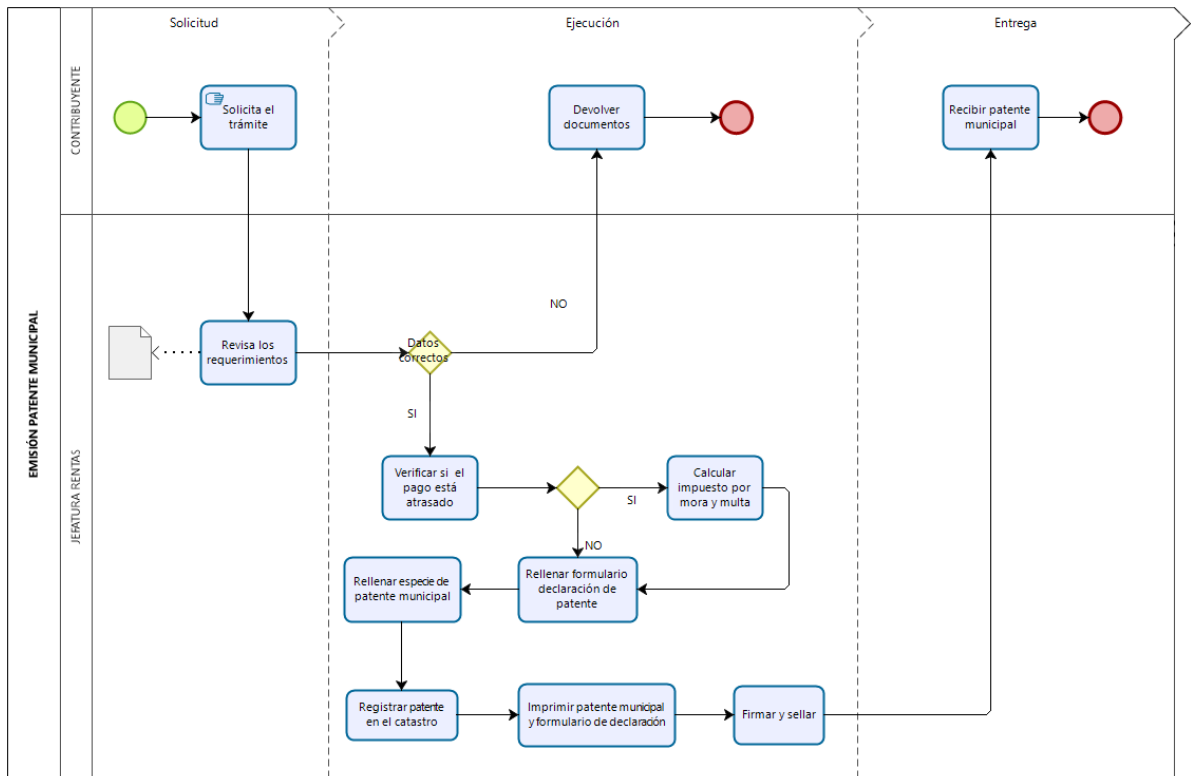 Solicitud
Ejecución
Entrega
EMISIÓN PATENTE MUNICIPAL
CONTRIBUYENTE
Solicita el
trámite
Devolver
documentos
Recibir patente
municipal
JEFATURA RENTAS
NO
Revisa los
requerimientos
Datos
correctos
SI
Verificar si el
pago está
atrasado
SI
Calcular
impuesto por
mora y multa
NO
Rellenar formulario
declaración de
patente
Rellenar especie de
patente municipal
Registrar patente
en el catastro
Imprimir patente municipal
y formulario de declaración
Firmar y sellar